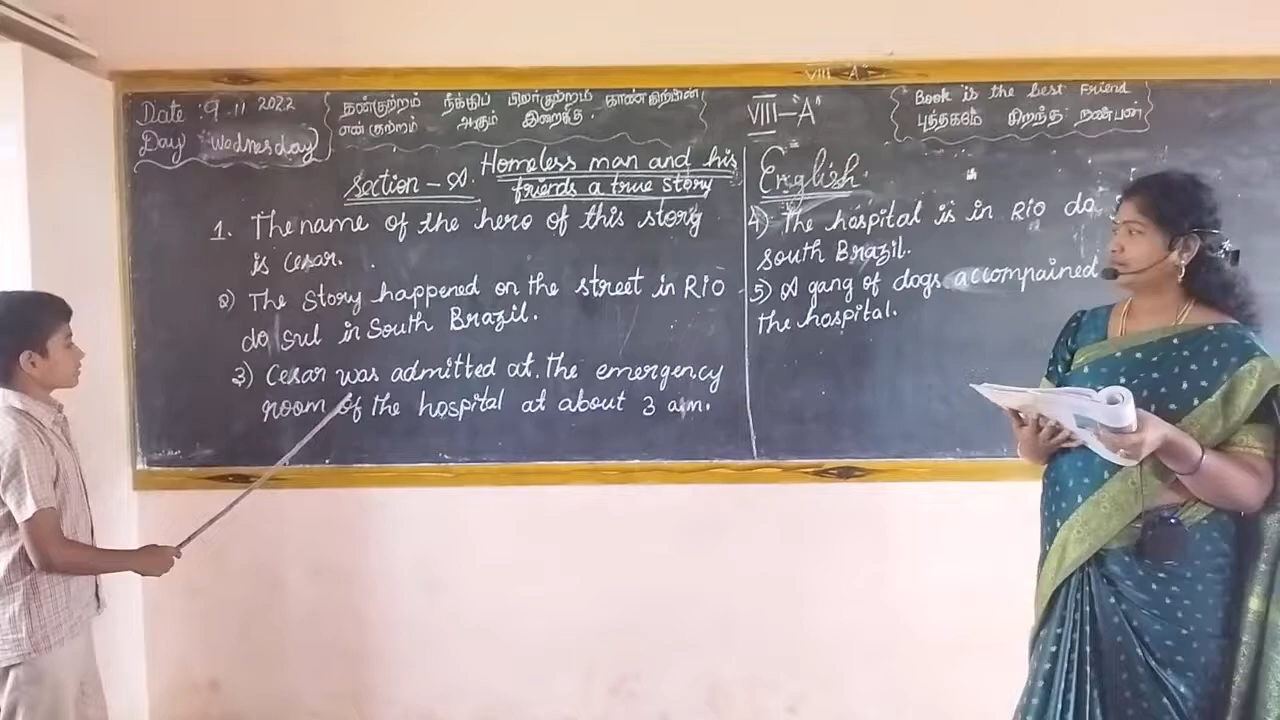 VIII A
Date : 9.11.2022
Day Wednesday
தன்குற்றம் நீக்கிப் பிறர்குற்றம் காண்கிற்பின்
என் குற்றம் ஆகும் இறைக்கு.
VIII-"A"
Book is the best Friend
புத்தகமே சிறந்த நண்பன்
Section - A. Homeless man and his
friends a true story
1. The name of the hero of this story
is Cesar.
2) The story happened on the street in Rio
do Sul in South Brazil.
3) Cesar was admitted at. The emergency
room of the hospital at about 3 a.m.
English
4) The hospital is in Rio do
South Brazil.
5) A gang of dogs accompained
the hospital.